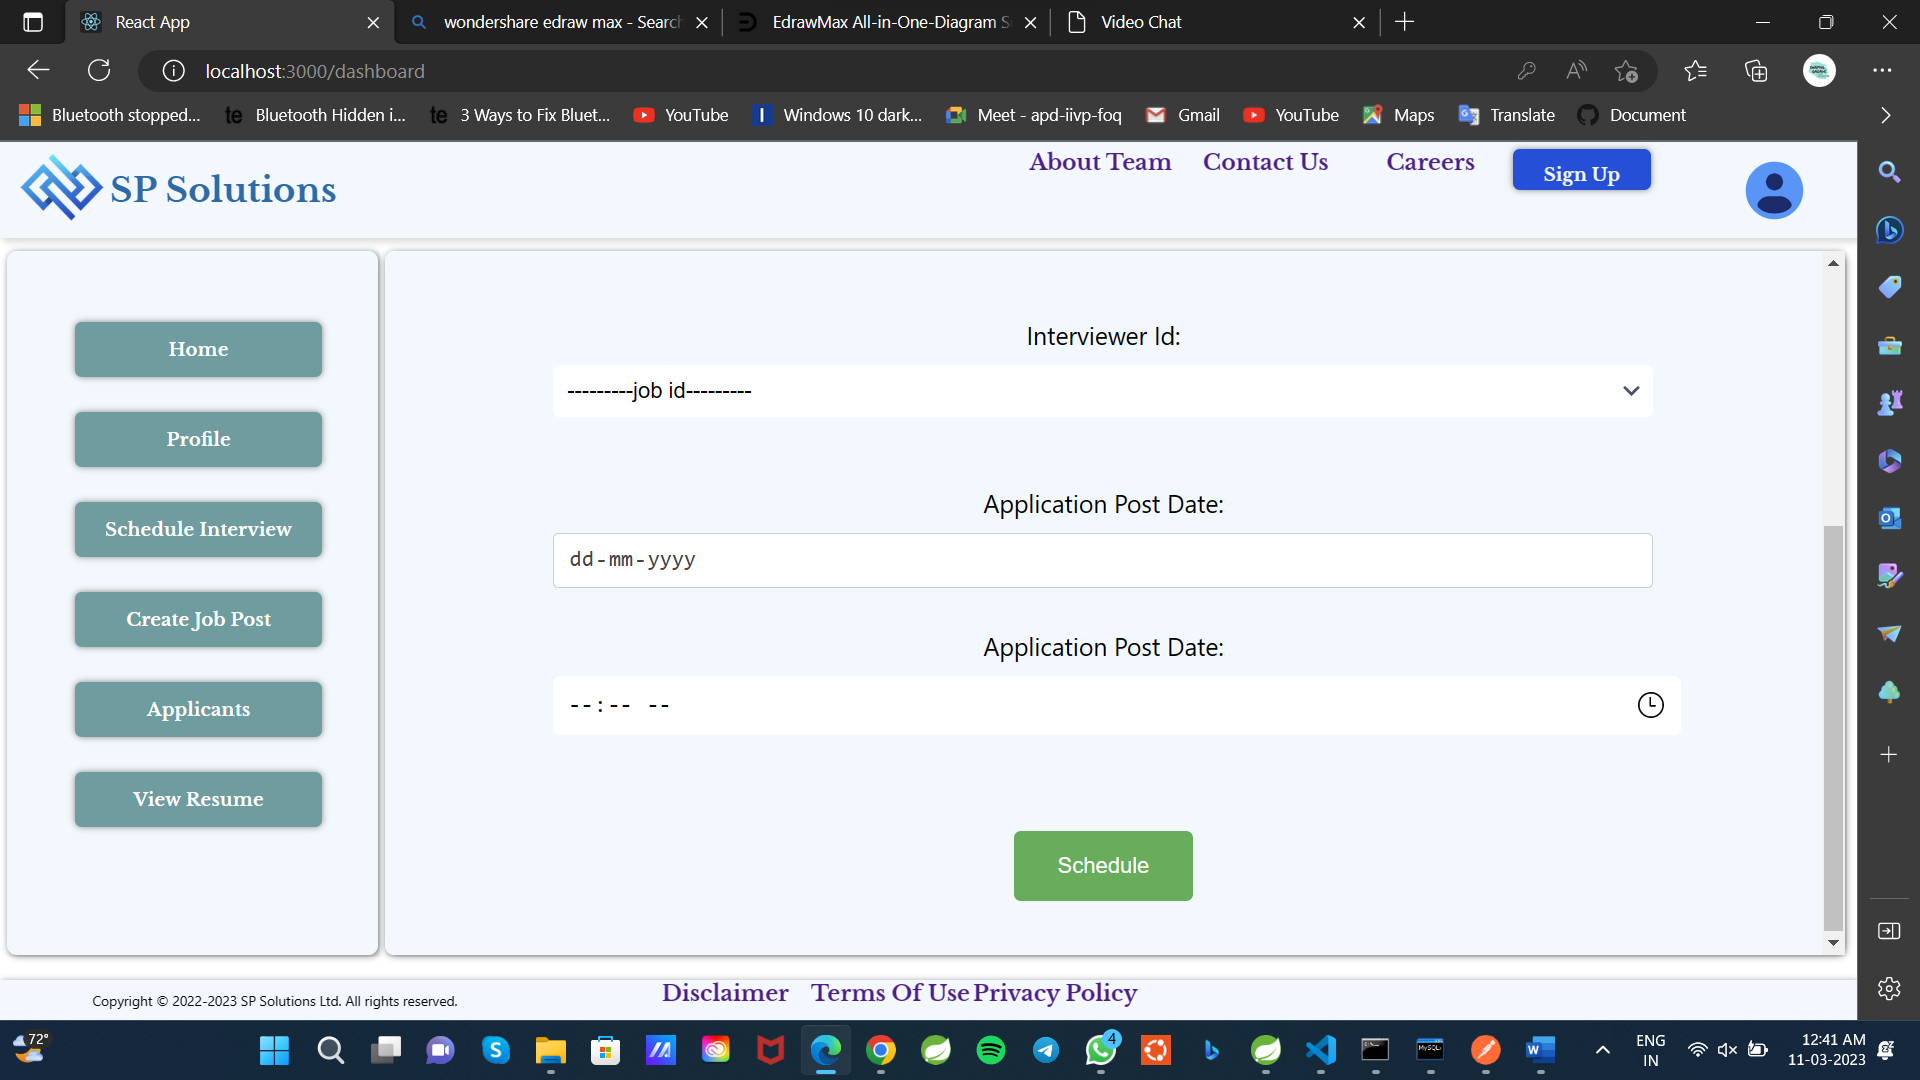 React App
wondershare edraw max - Search
EdrawMax All-in-One-Diagram S
Video Chat
localhost:3000/dashboard
Bluetooth stopped...
te Bluetooth Hidden i...
te 3 Ways to Fix Bluet...
YouTube
Windows 10 dark...
Meet - apd-iivp-foq
Gmail
YouTube
Maps
Translate
Document
SP Solutions
About Team
Contact Us
Careers
Sign Up
Home
Profile
Schedule Interview
Create Job Post
Applicants
View Resume
Interviewer Id:
---------job id---------
Application Post Date:
dd-mm-yyyy
Application Post Date:
--:-- --
Schedule
Copyright © 2022-2023 SP Solutions Ltd. All rights reserved.
Disclaimer
Terms Of Use
Privacy Policy
72°
4
MySQL
ENG
IN
12:41 AM
11-03-2023